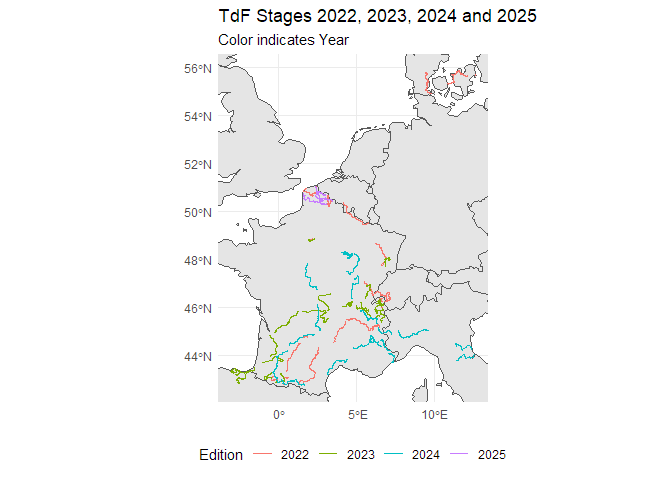 TdF Stages 2022, 2023, 2024 and 2025
Color indicates Year
56°N
54°N
52°N
50°N
48°N
46°N
44°N
0°
5°E
10°E
Edition
2022
2023
2024
2025